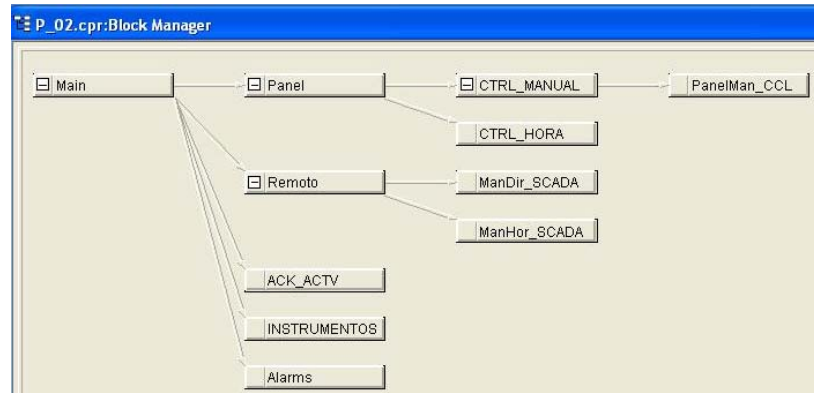 P_02.cpr:Block Manager
Main Panel CTRL_MANUAL PanelMan_CCL
CTRL_HORA
Remoto ManDir_SCADA
ManHor_SCADA
ACK_ACTV
INSTRUMENTOS
Alarms